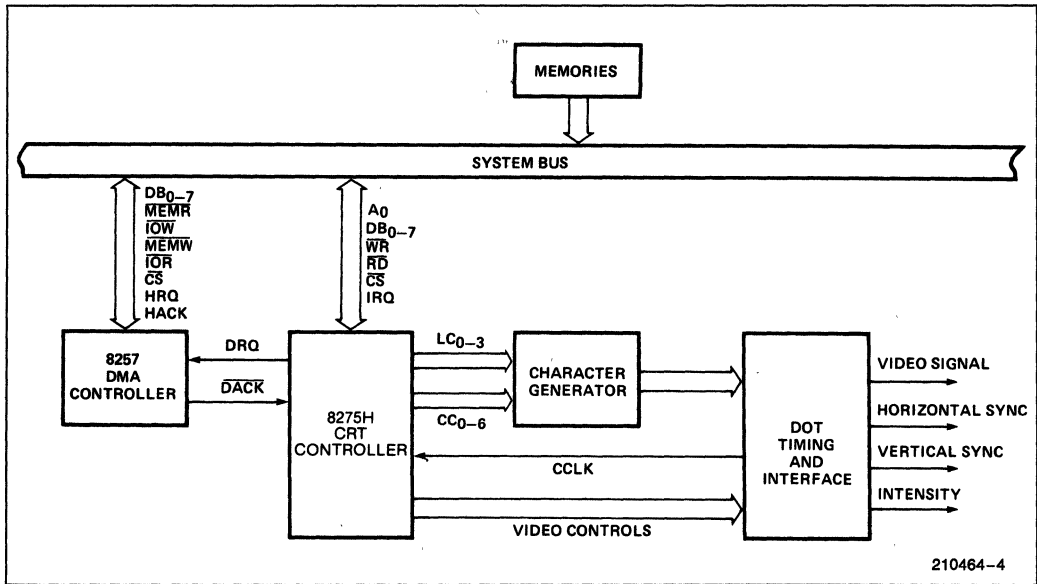 MEMORIES
SYSTEM BUS
DB0–7
MEMR
IOW
MEMW
IOR
CS
HRQ
HACK
A0
DB0–7
WR
RD
CS
IRQ
8257
DMA
CONTROLLER
DRQ
DACK
8275H
CRT
CONTROLLER
LC0–3
CC0–6
CHARACTER
GENERATOR
CCLK
VIDEO CONTROLS
DOT
TIMING
AND
INTERFACE
VIDEO SIGNAL
HORIZONTAL SYNC
VERTICAL SYNC
INTENSITY
210464–4